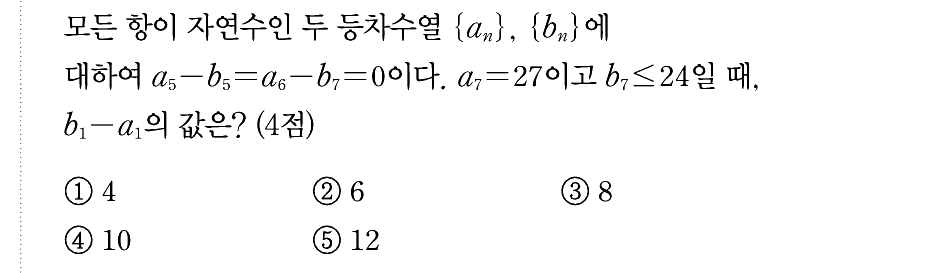 모든 항이 자연수인 두 등차수열 {aₙ}, {bₙ}에
대하여 a₅−b₅=a₆−b₇=0이다. a₇=27이고 b₇≤24일 때,
b₁−a₁의 값은? (4점)
① 4 ② 6 ③ 8
④ 10 ⑤ 12